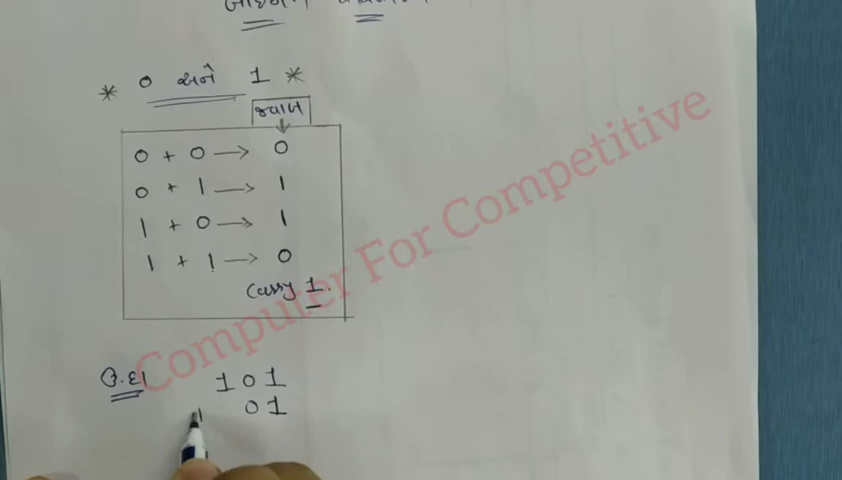 * 0 અને 1 *
જવાબ
0 + 0 → 0
0 + 1 → 1
1 + 0 → 1
1 + 1 → 0
Carry 1.
ઉ.દા 101
01
Computer For Competitive